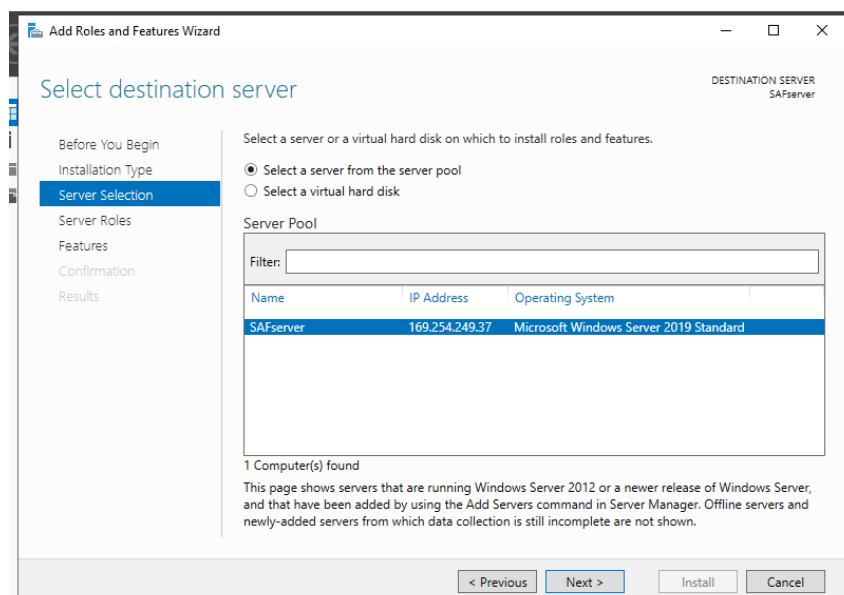 Add Roles and Features Wizard
Select destination server
DESTINATION SERVER
SAFserver
Before You Begin
Installation Type
Server Selection
Server Roles
Features
Confirmation
Results
Select a server or a virtual hard disk on which to install roles and features.
Select a server from the server pool
Select a virtual hard disk
Server Pool
Filter:
Name IP Address Operating System
SAFserver 169.254.249.37 Microsoft Windows Server 2019 Standard
1 Computer(s) found
This page shows servers that are running Windows Server 2012 or a newer release of Windows Server,
and that have been added by using the Add Servers command in Server Manager. Offline servers and
newly-added servers from which data collection is still incomplete are not shown.
< Previous Next > Install Cancel